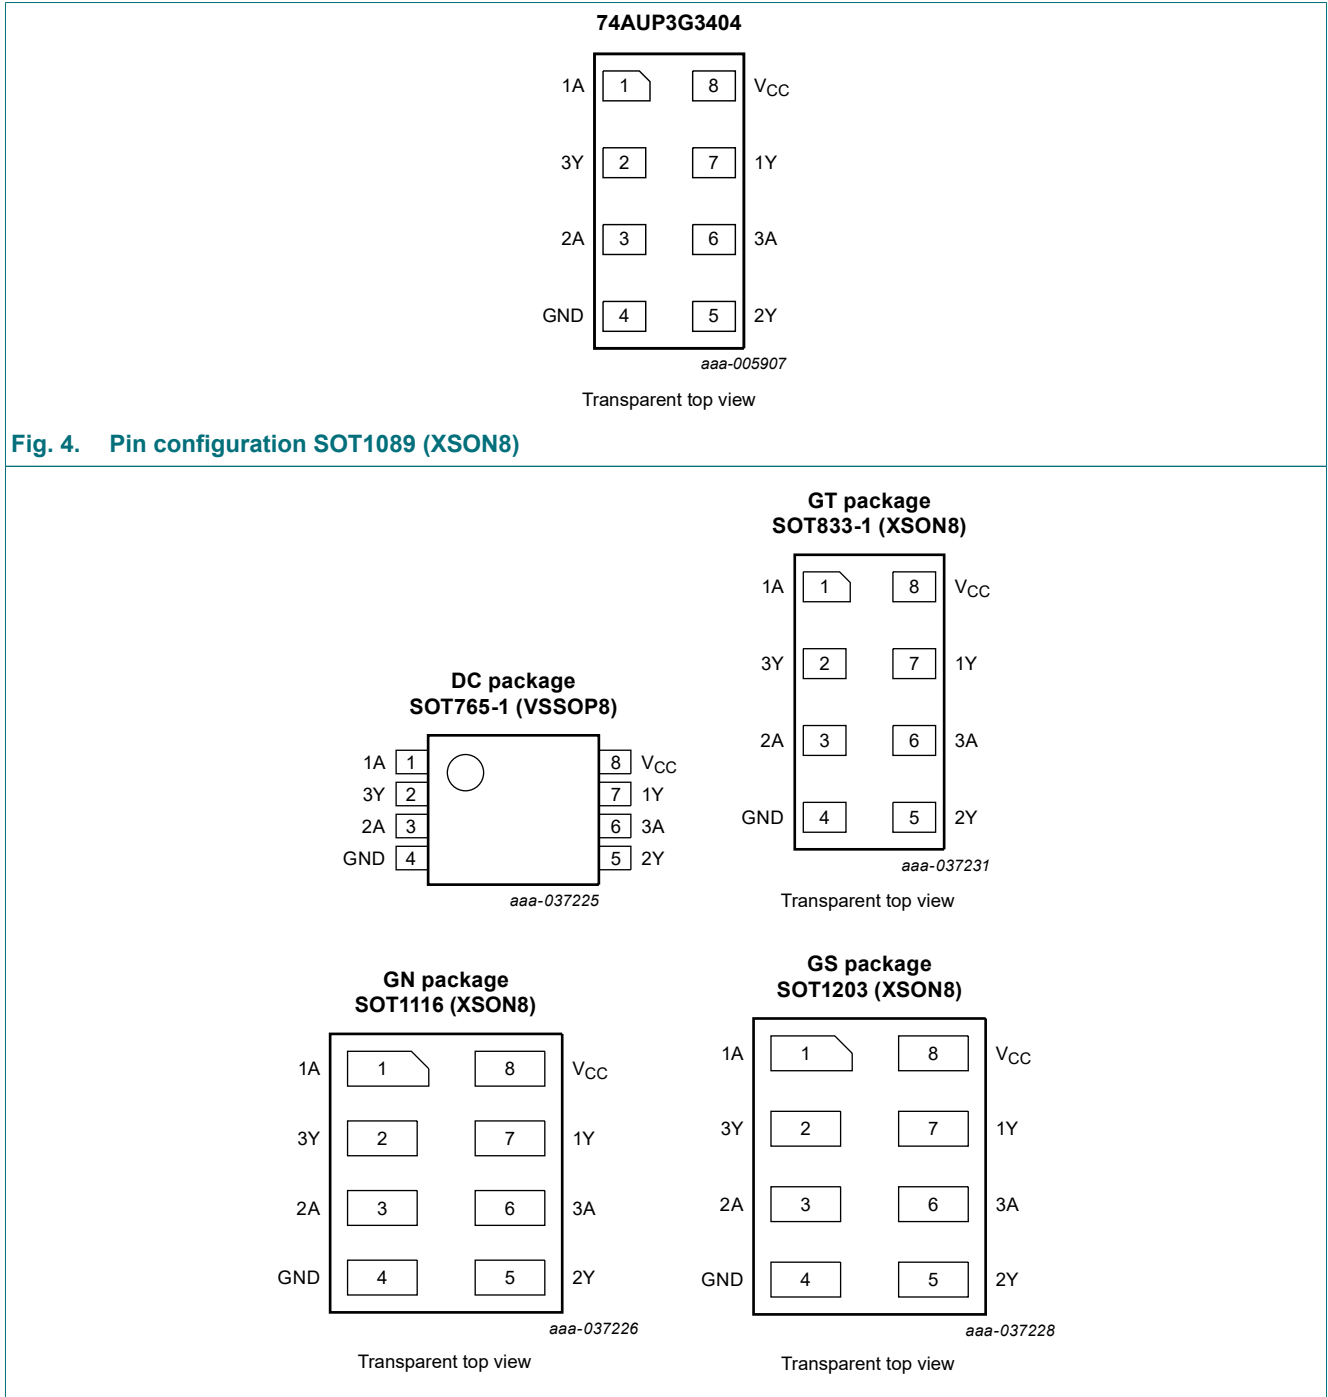 74AUP3G3404
1A 1 8 VCC
3Y 2 7 1Y
2A 3 6 3A
GND 4 5 2Y
aaa-005907
Transparent top view
Fig. 4. Pin configuration SOT1089 (XSON8)
DC package
SOT765-1 (VSSOP8)
1A 1 8 VCC
3Y 2 7 1Y
2A 3 6 3A
GND 4 5 2Y
aaa-037225
GT package
SOT833-1 (XSON8)
1A 1 8 VCC
3Y 2 7 1Y
2A 3 6 3A
GND 4 5 2Y
aaa-037231
Transparent top view
GN package
SOT1116 (XSON8)
1A 1 8 VCC
3Y 2 7 1Y
2A 3 6 3A
GND 4 5 2Y
aaa-037226
Transparent top view
GS package
SOT1203 (XSON8)
1A 1 8 VCC
3Y 2 7 1Y
2A 3 6 3A
GND 4 5 2Y
aaa-037228
Transparent top view